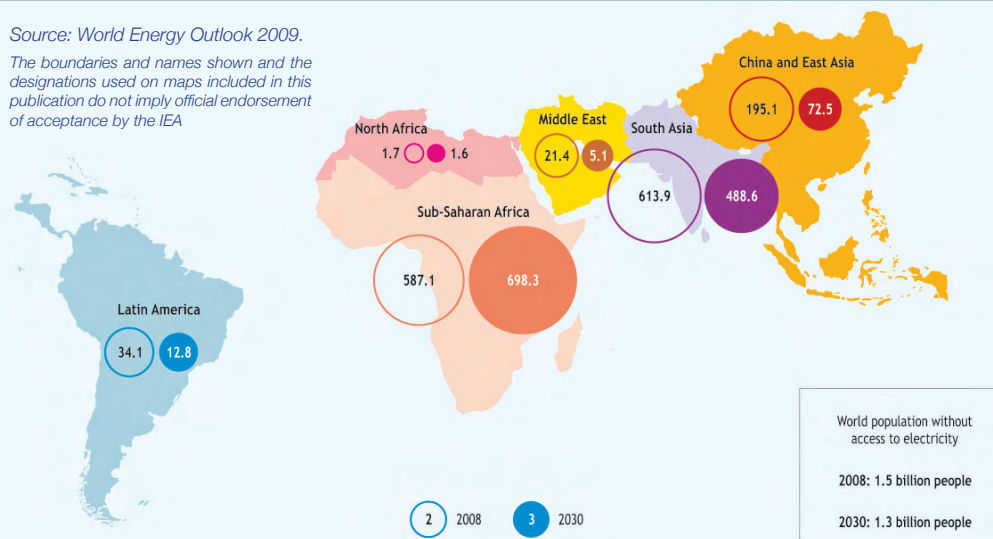 Source: World Energy Outlook 2009.
The boundaries and names shown and the
designations used on maps included in this
publication do not imply official endorsement
of acceptance by the IEA
China and East Asia
195.1
72.5
North Africa
1.7
1.6
Middle East
21.4
5.1
South Asia
613.9
488.6
Sub-Saharan Africa
587.1
698.3
Latin America
34.1
12.8
2 2008
3 2030
World population without
access to electricity
2008: 1.5 billion people
2030: 1.3 billion people